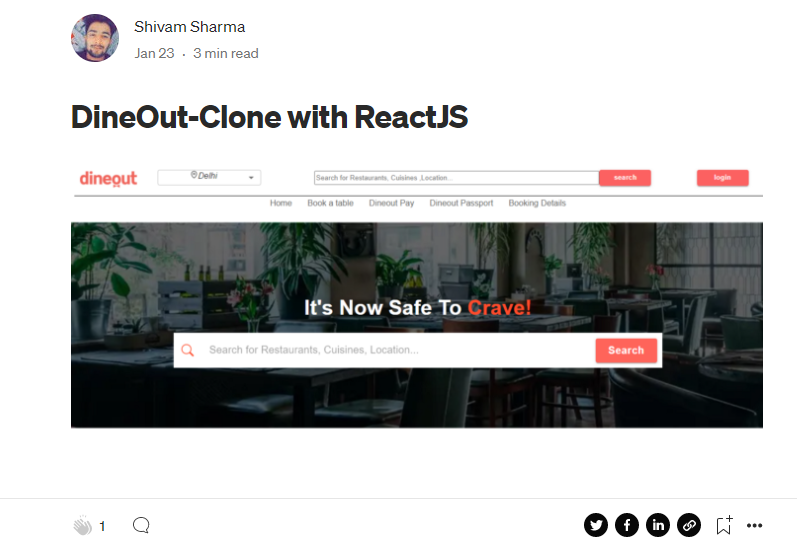 Shivam Sharma
Jan 23 · 3 min read
DineOut-Clone with ReactJS
dineout
Delhi
Search for Restaurants, Cuisines ,Location...
search
login
Home Book a table Dineout Pay Dineout Passport Booking Details
It's Now Safe To Crave!
Search for Restaurants, Cuisines, Location...
Search
1